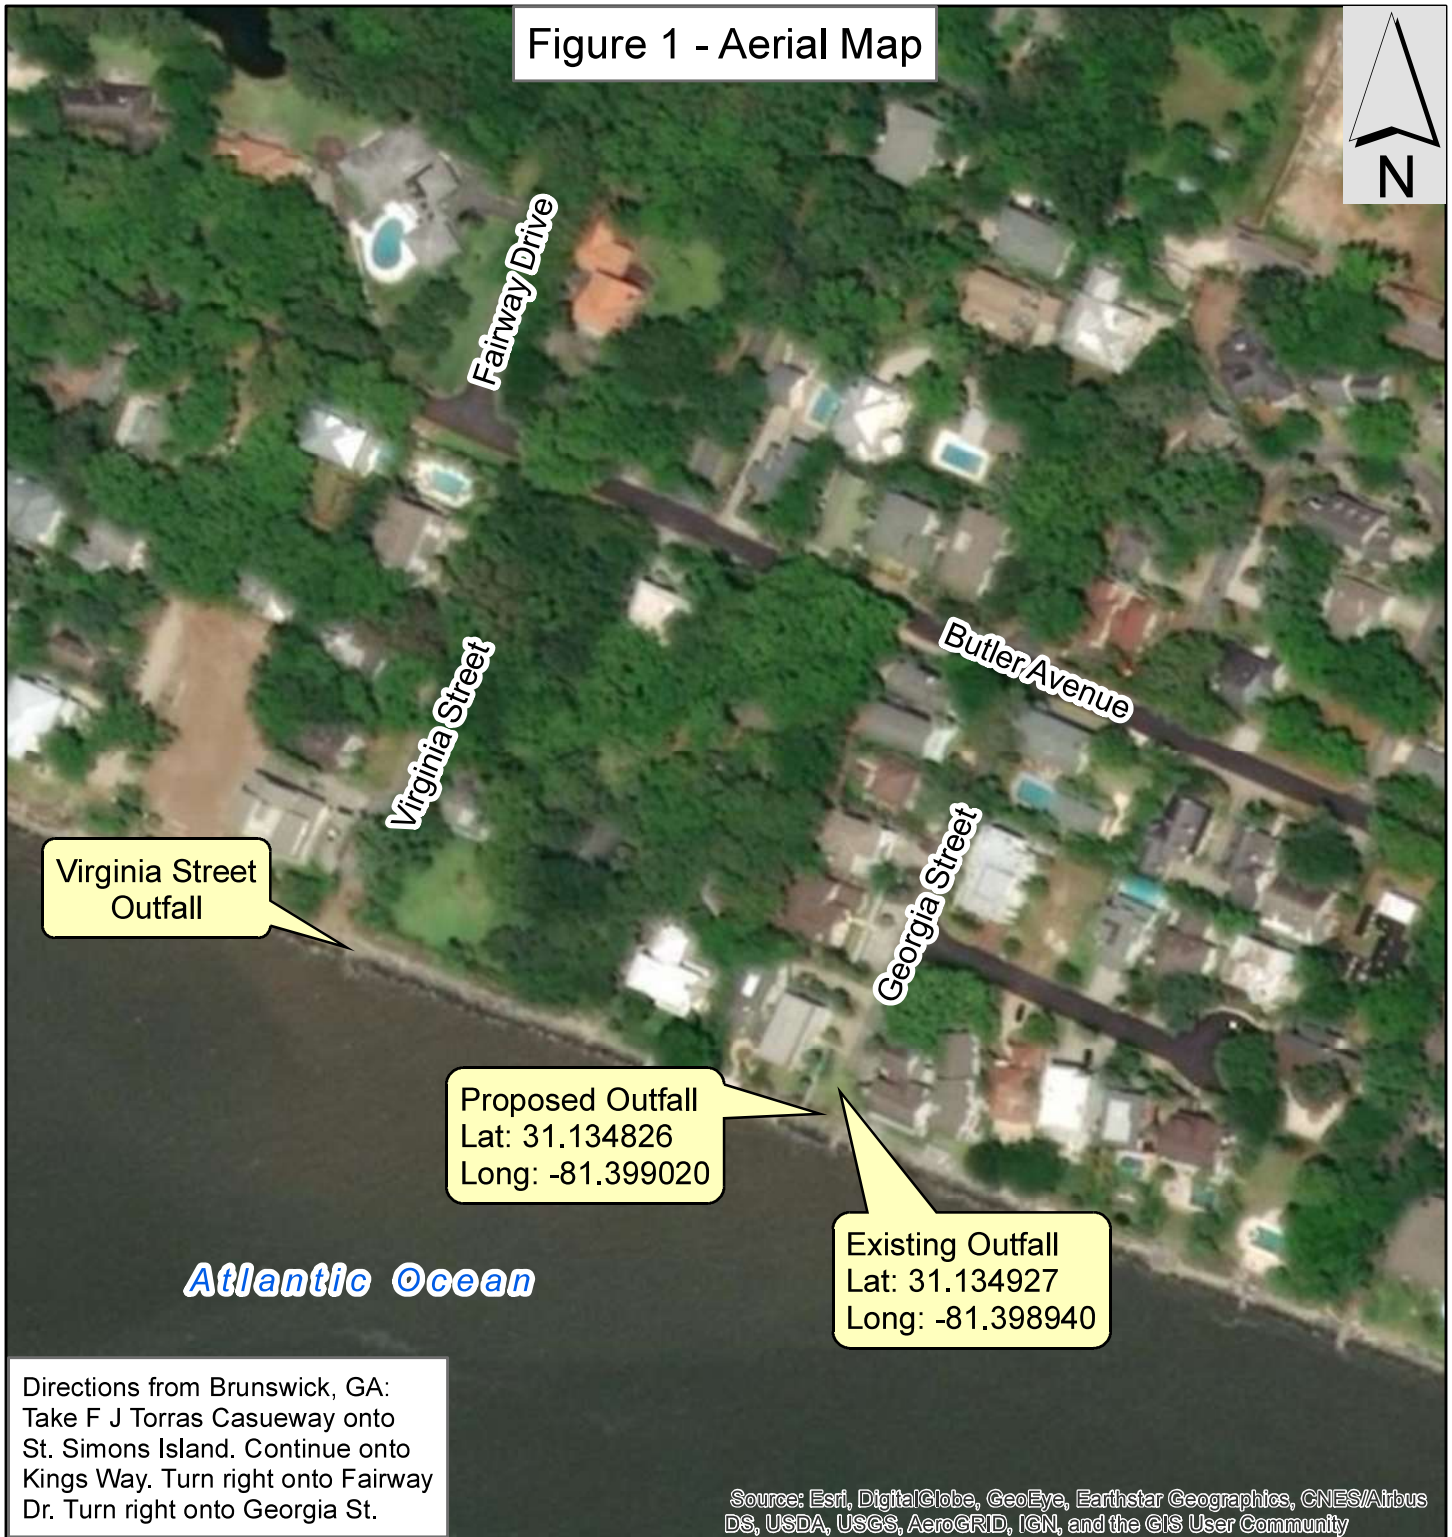 Figure 1 - Aerial Map
N
Fairway Drive
Butler Avenue
Virginia Street
Georgia Street
Virginia Street
Outfall
Proposed Outfall
Lat: 31.134826
Long: -81.399020
Existing Outfall
Lat: 31.134927
Long: -81.398940
Atlantic Ocean
Directions from Brunswick, GA:
Take F J Torras Casueway onto
St. Simons Island. Continue onto
Kings Way. Turn right onto Fairway
Dr. Turn right onto Georgia St.
Source: Esri, DigitalGlobe, GeoEye, Earthstar Geographics, CNES/Airbus
DS, USDA, USGS, AeroGRID, IGN, and the GIS User Community